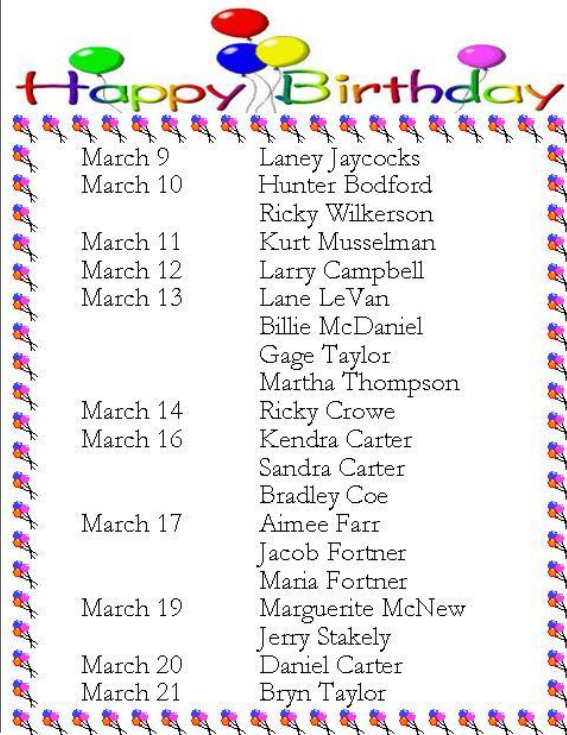 Happy Birthday
March 9 Laney Jaycocks
March 10 Hunter Bodford
Ricky Wilkerson
March 11 Kurt Musselman
March 12 Larry Campbell
March 13 Lane LeVan
Billie McDaniel
Gage Taylor
Martha Thompson
March 14 Ricky Crowe
March 16 Kendra Carter
Sandra Carter
Bradley Coe
March 17 Aimee Farr
Jacob Fortner
Maria Fortner
March 19 Marguerite McNew
Jerry Stakely
March 20 Daniel Carter
March 21 Bryn Taylor